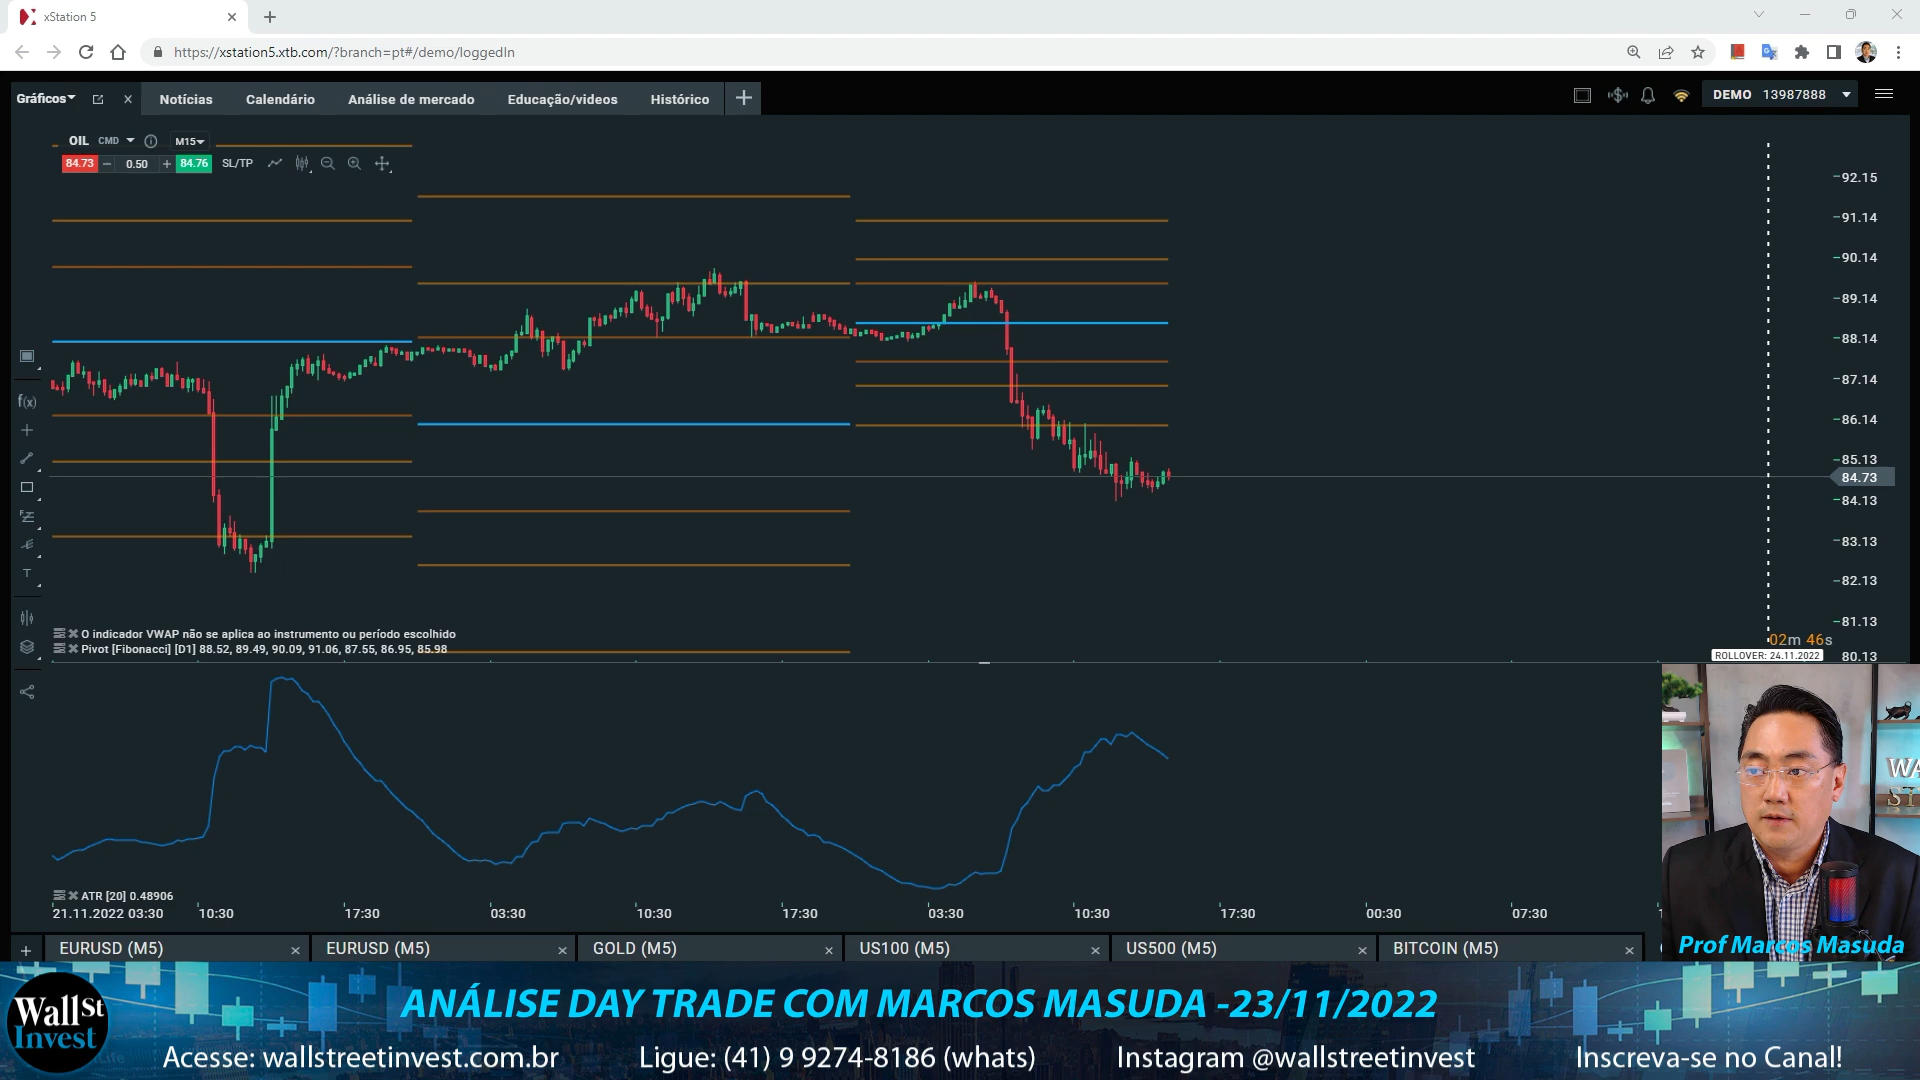 xStation 5
https://xstation5.xtb.com/?branch=pt#/demo/loggedIn
Gráficos
Notícias
Calendário
Análise de mercado
Educação/videos
Histórico
DEMO 13987888
OIL CMD M15
84.73 0.50 84.76 SL/TP
92.15
91.14
90.14
89.14
88.14
87.14
86.14
85.13
84.73
84.13
83.13
82.13
81.13
80.13
f(x)
T
O indicador VWAP não se aplica ao instrumento ou período escolhido
Pivot [Fibonacci] [D1] 88.52, 89.49, 90.09, 91.06, 87.55, 86.95, 85.98
02m 46s
ROLLOVER: 24.11.2022
ATR [20] 0.48906
21.11.2022 03:30 10:30 17:30 03:30 10:30 17:30 03:30 10:30 17:30 00:30 07:30
EURUSD (M5)
EURUSD (M5)
GOLD (M5)
US100 (M5)
US500 (M5)
BITCOIN (M5)
Prof Marcos Masuda
Wall St
Invest
ANÁLISE DAY TRADE COM MARCOS MASUDA -23/11/2022
Acesse: wallstreetinvest.com.br
Ligue: (41) 9 9274-8186 (whats)
Instagram @wallstreetinvest
Inscreva-se no Canal!